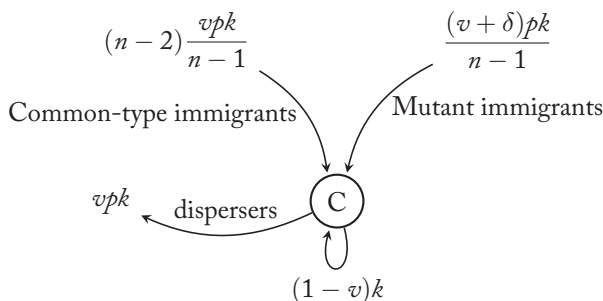 (n − 2) vpk / (n − 1)
(v + δ)pk / (n − 1)
Common-type immigrants
Mutant immigrants
vpk
dispersers
C
(1 − v)k